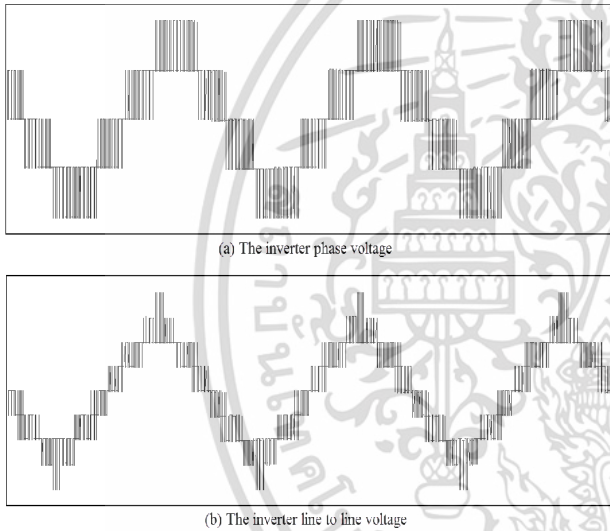 (a) The inverter phase voltage
(b) The inverter line to line voltage